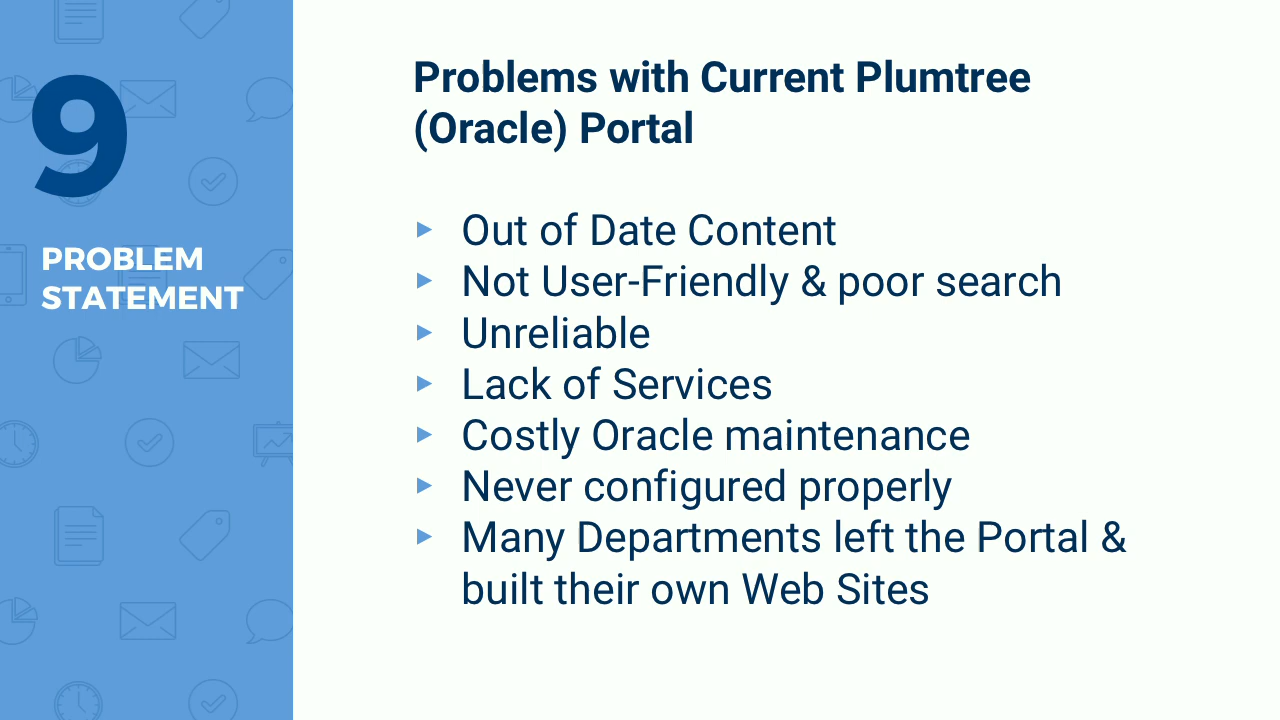 9
PROBLEM
STATEMENT
Problems with Current Plumtree
(Oracle) Portal
▸ Out of Date Content
▸ Not User-Friendly & poor search
▸ Unreliable
▸ Lack of Services
▸ Costly Oracle maintenance
▸ Never configured properly
▸ Many Departments left the Portal &
built their own Web Sites